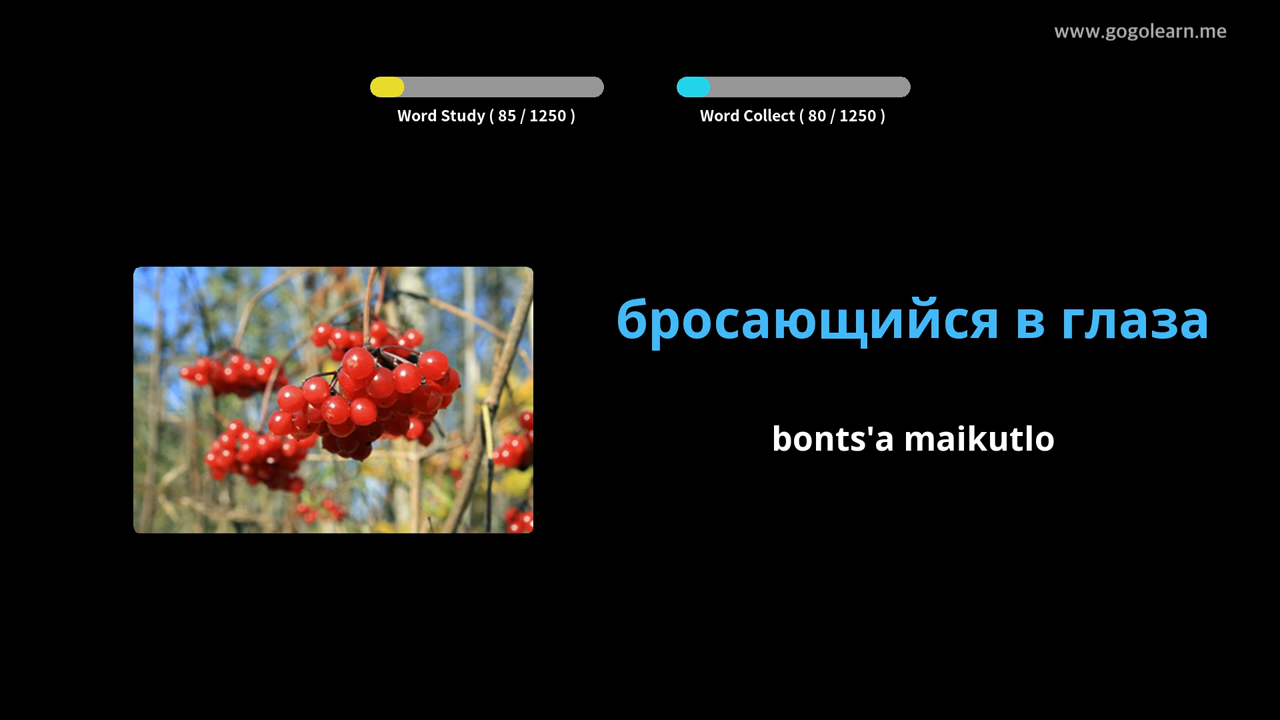 www.gogolearn.me
Word Study ( 85 / 1250 )
Word Collect ( 80 / 1250 )
бросающийся в глаза
bonts'a maikutlo